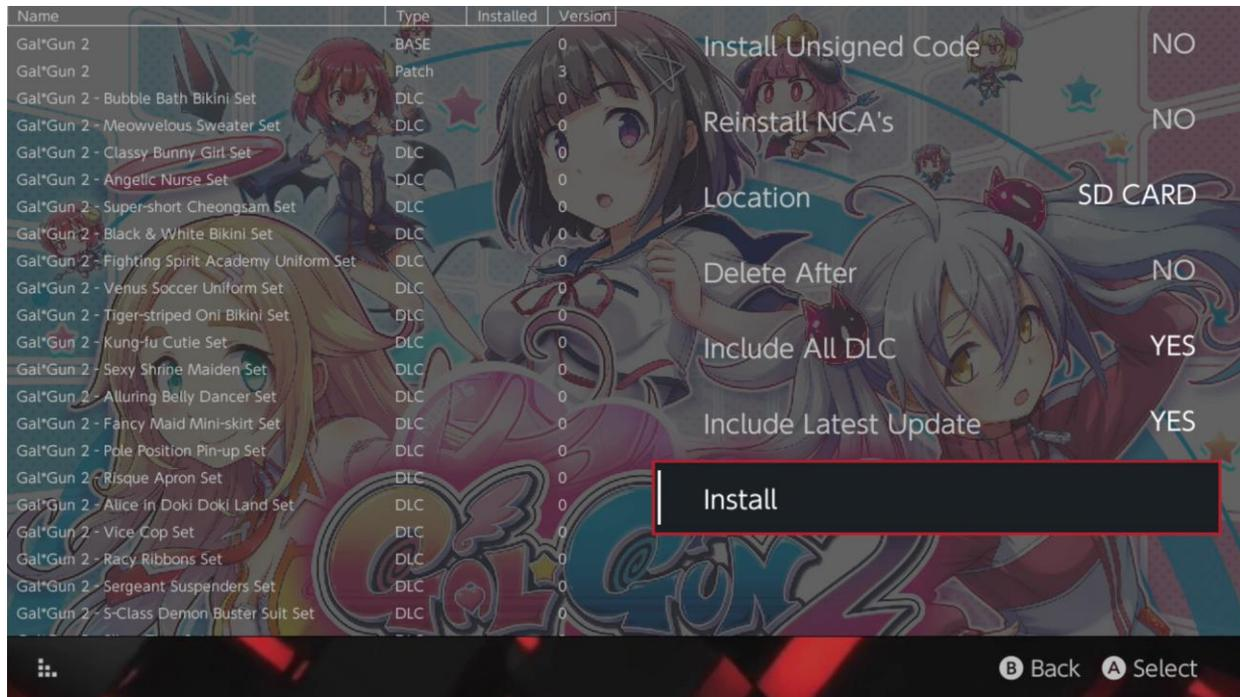 Name Type Installed Version
Gal*Gun 2 BASE 0
Gal*Gun 2 Patch 3
Gal*Gun 2 - Bubble Bath Bikini Set DLC 0
Gal*Gun 2 - Meowvelous Sweater Set DLC 0
Gal*Gun 2 - Classy Bunny Girl Set DLC 0
Gal*Gun 2 - Angelic Nurse Set DLC 0
Gal*Gun 2 - Super-short Cheongsam Set DLC 0
Gal*Gun 2 - Black & White Bikini Set DLC 0
Gal*Gun 2 - Fighting Spirit Academy Uniform Set DLC 0
Gal*Gun 2 - Venus Soccer Uniform Set DLC 0
Gal*Gun 2 - Tiger-striped Oni Bikini Set DLC 0
Gal*Gun 2 - Kung-fu Cutie Set DLC 0
Gal*Gun 2 - Sexy Shrine Maiden Set DLC 0
Gal*Gun 2 - Alluring Belly Dancer Set DLC 0
Gal*Gun 2 - Fancy Maid Mini-skirt Set DLC 0
Gal*Gun 2 - Pole Position Pin-up Set DLC 0
Gal*Gun 2 - Risque Apron Set DLC 0
Gal*Gun 2 - Alice in Doki Doki Land Set DLC 0
Gal*Gun 2 - Vice Cop Set DLC 0
Gal*Gun 2 - Racy Ribbons Set DLC 0
Gal*Gun 2 - Sergeant Suspenders Set DLC 0
Gal*Gun 2 - S-Class Demon Buster Suit Set DLC 0
Install Unsigned Code NO
Reinstall NCA's NO
Location SD CARD
Delete After NO
Include All DLC YES
Include Latest Update YES
Install
GAL GUN 2
B Back A Select